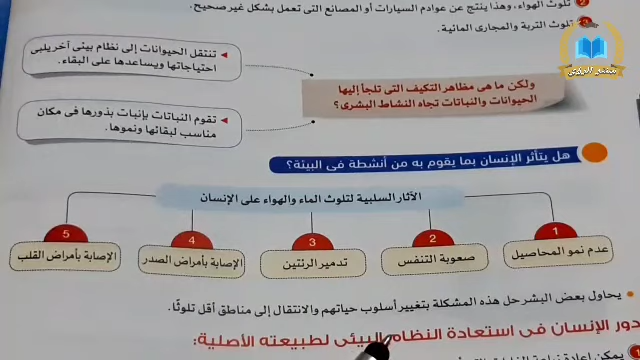 2 تلوث الهواء، وهذا ينتج عن عوادم السيارات أو المصانع التى تعمل بشكل غير صحيح.
تلوث التربة والمجارى المائية.
تنتقل الحيوانات إلى نظام بيئى آخر يلبى
احتياجاتها ويساعدها على البقاء.
ولكن ما هى مظاهر التكيف التى تلجأ إليها
الحيوانات والنباتات تجاه النشاط البشرى؟
تقوم النباتات بإنبات بذورها فى مكان
مناسب لبقائها ونموها.
هل يتأثر الإنسان بما يقوم به من أنشطة فى البيئة؟
الآثار السلبية لتلوث الماء والهواء على الإنسان
1 2 3 4 5
عدم نمو المحاصيل صعوبة التنفس تدمير الرئتين الإصابة بأمراض الصدر الإصابة بأمراض القلب
يحاول بعض البشر حل هذه المشكلة بتغيير أسلوب حياتهم والانتقال إلى مناطق أقل تلوثًا.
دور الإنسان فى استعادة النظام البيئى لطبيعته الأصلية:
يمكن إعادة